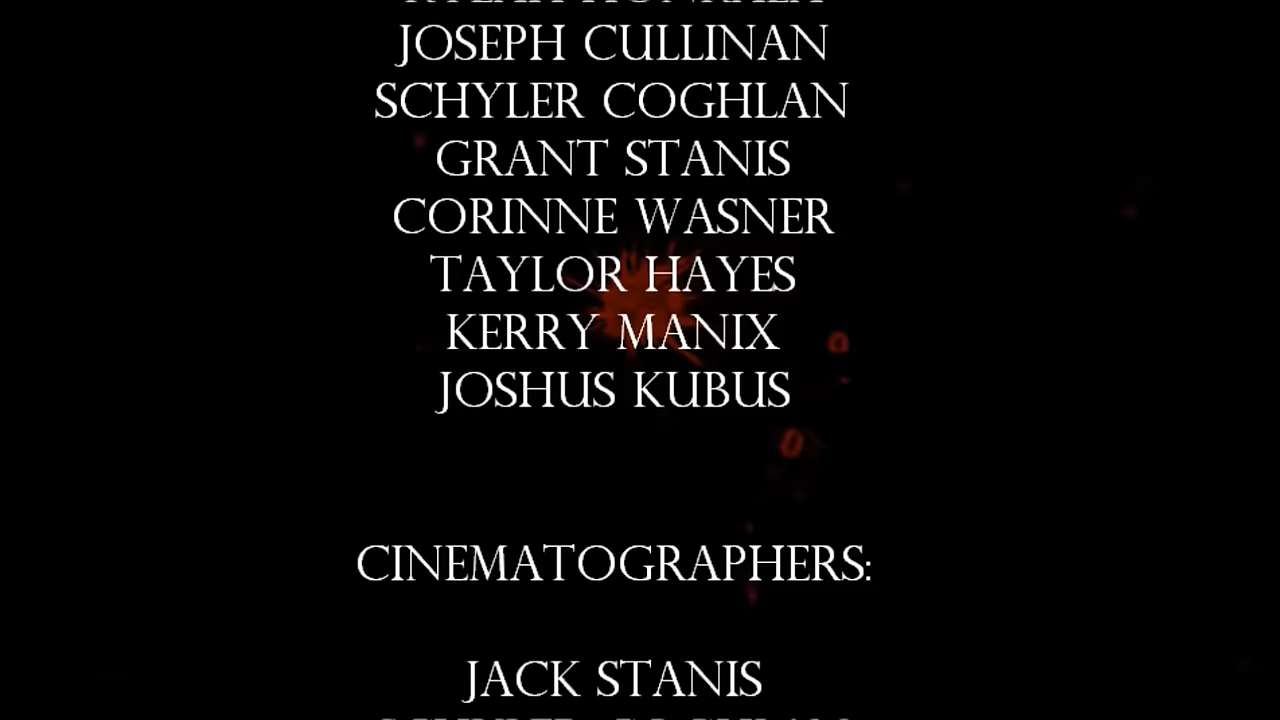 JOSEPH CULLINAN
SCHYLER COGHLAN
GRANT STANIS
CORINNE WASNER
TAYLOR HAYES
KERRY MANIX
JOSHUS KUBUS
CINEMATOGRAPHERS:
JACK STANIS